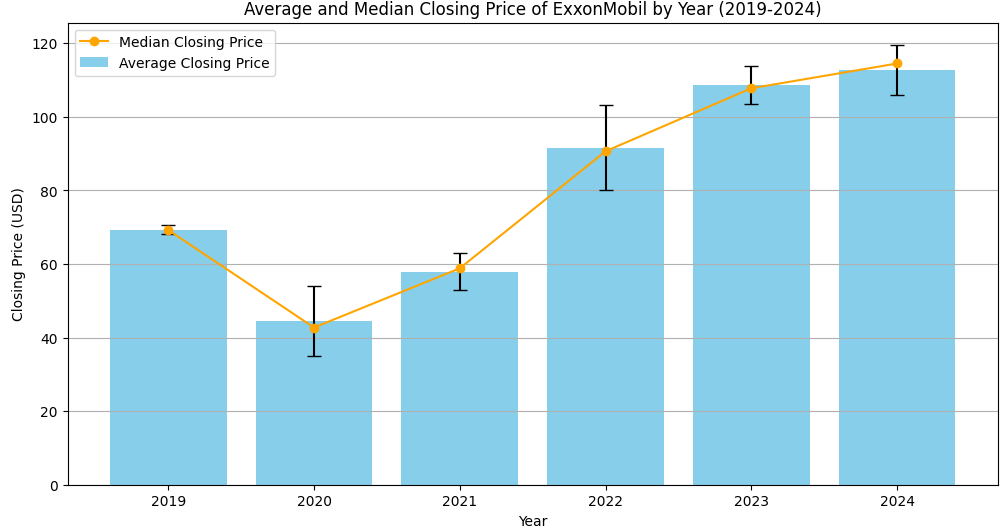 Average and Median Closing Price of ExxonMobil by Year (2019-2024)
Median Closing Price
Average Closing Price
120
100
80
60
40
20
0
Closing Price (USD)
2019 2020 2021 2022 2023 2024
Year